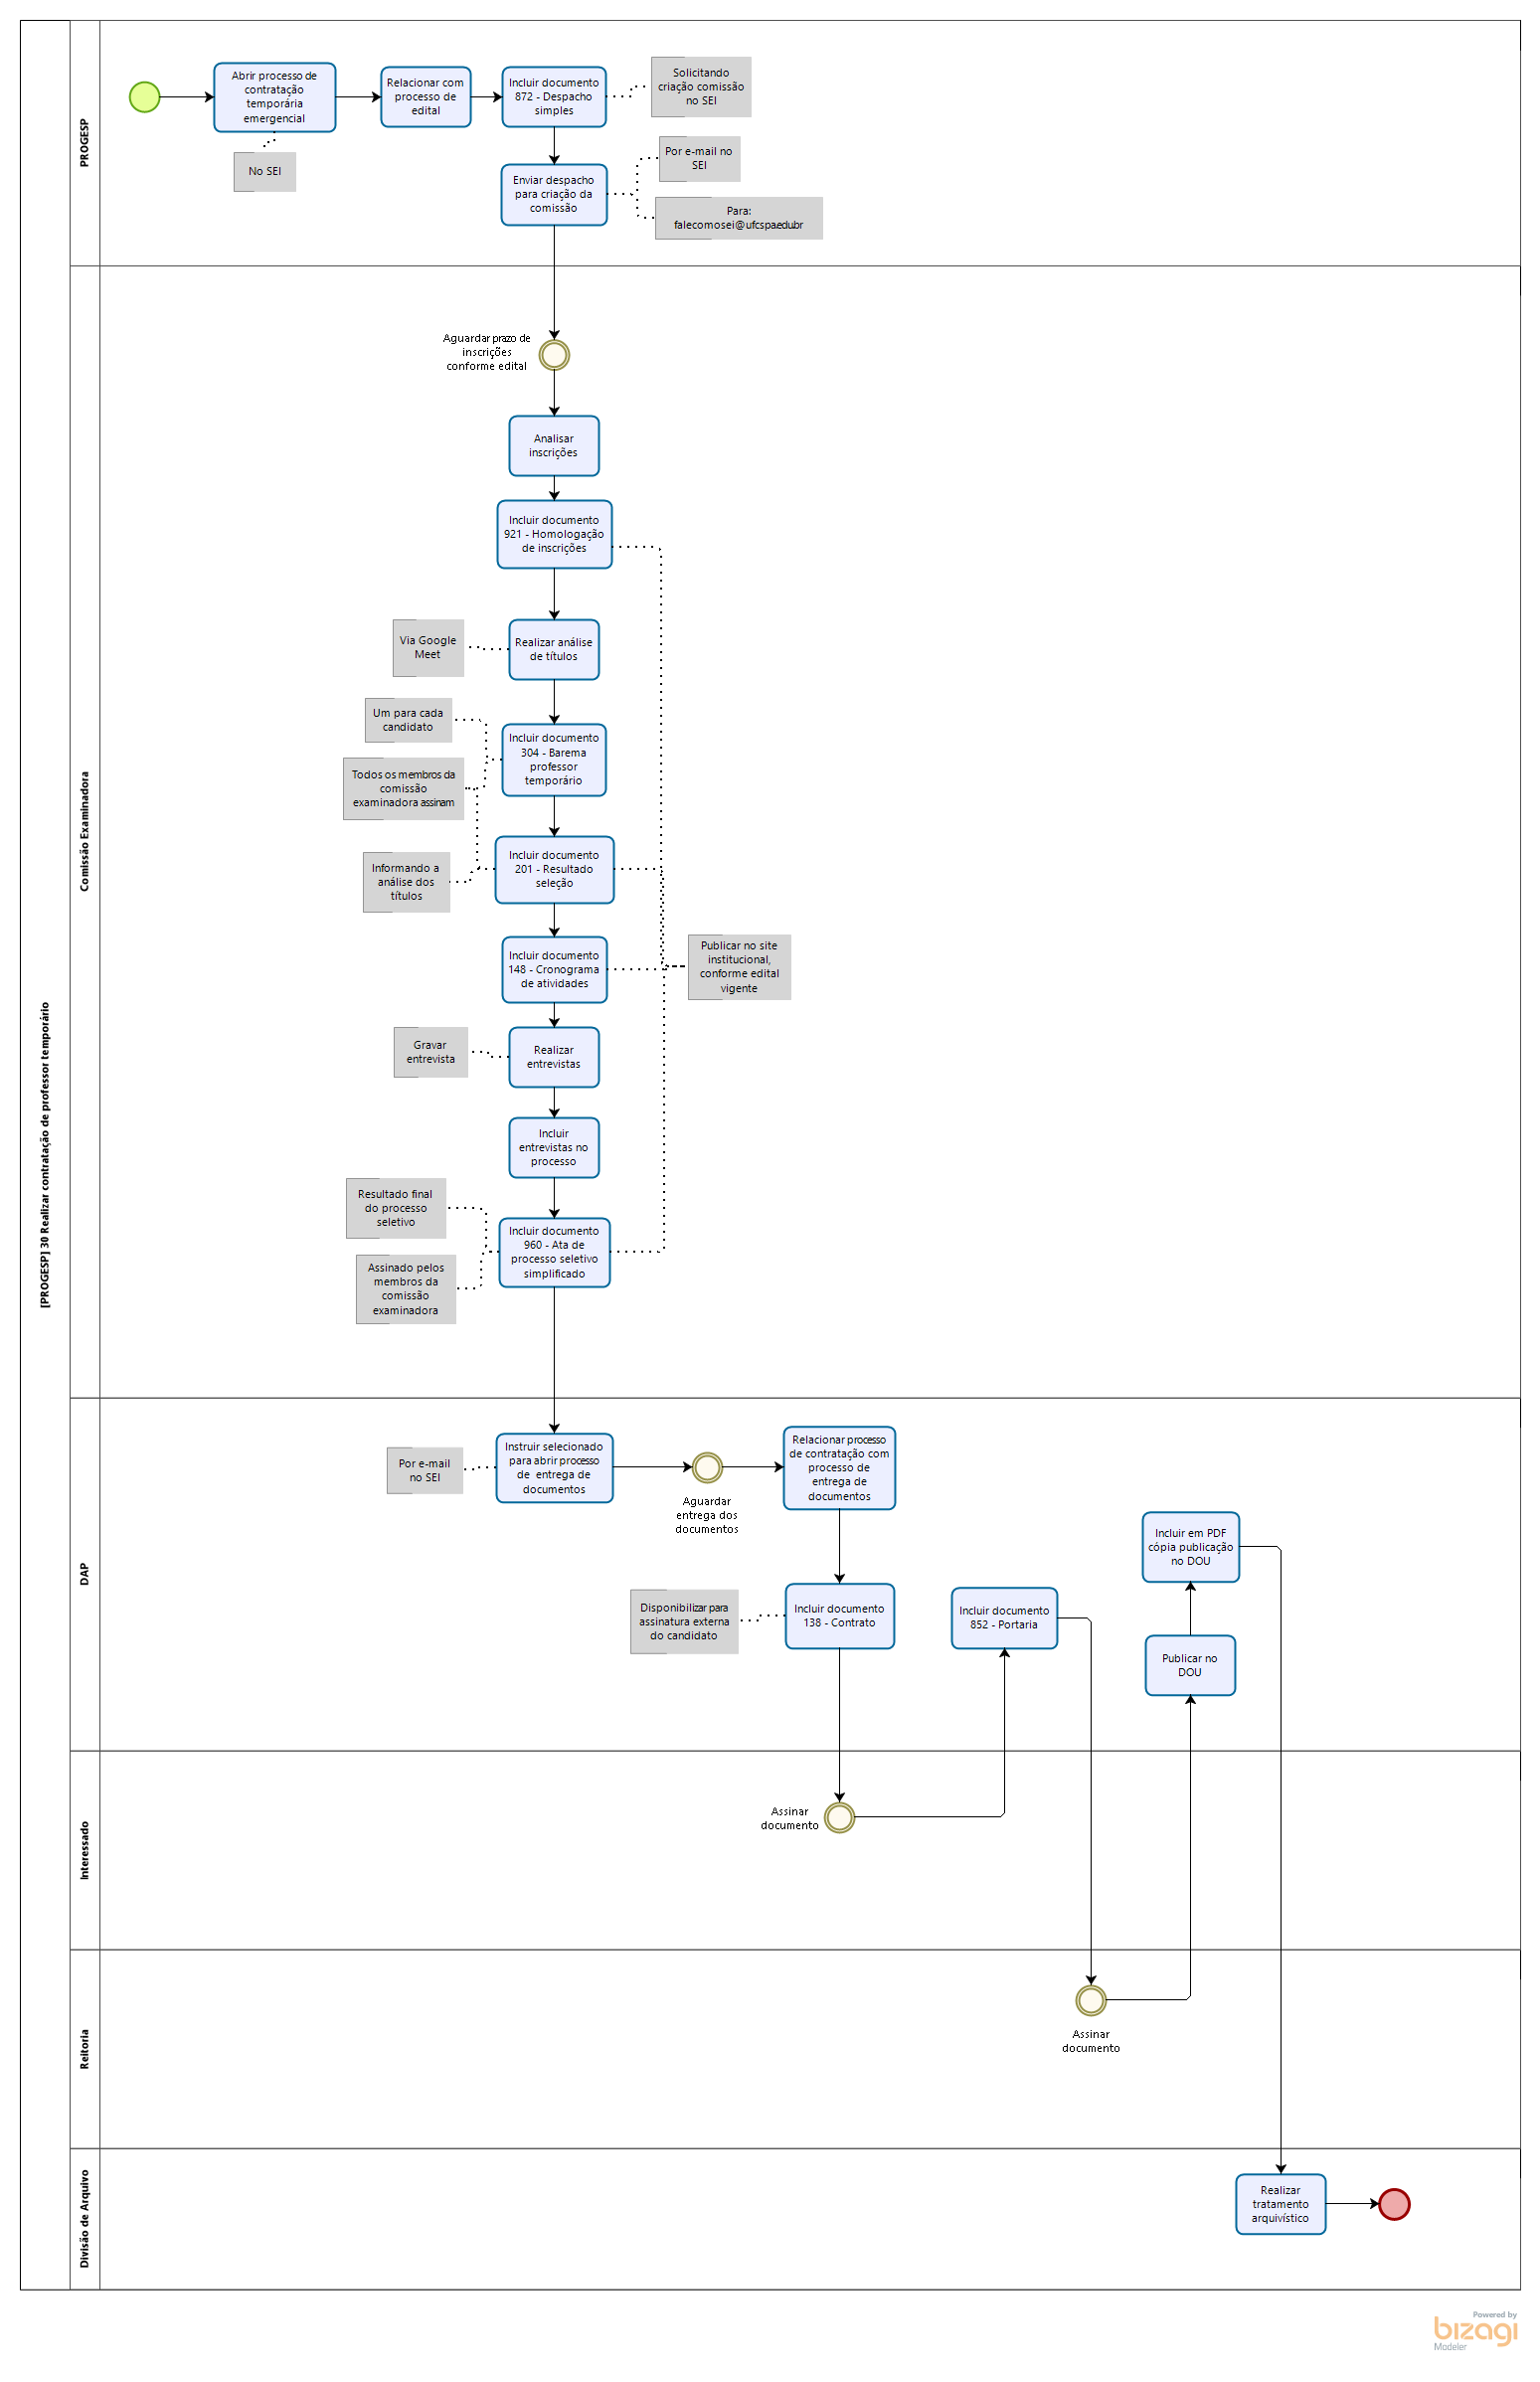 [PROGESP] 30 Realizar contratação de professor temporário
PROGESP
Abrir processo de
contratação
temporária
emergencial
No SEI
Relacionar com
processo de
edital
Incluir documento
872 - Despacho
simples
Solicitando
criação comissão
no SEI
Enviar despacho
para criação da
comissão
Por e-mail no
SEI
Para:
falecomosei@ufcspa.edu.br
Comissão Examinadora
Aguardar prazo de
inscrições
conforme edital
Analisar
inscrições
Incluir documento
921 - Homologação
de inscrições
Via Google
Meet
Realizar análise
de títulos
Um para cada
candidato
Incluir documento
304 - Barema
professor
temporário
Todos os membros da
comissão
examinadora assinam
Informando a
análise dos
títulos
Incluir documento
201 - Resultado
seleção
Incluir documento
148 - Cronograma
de atividades
Publicar no site
institucional,
conforme edital
vigente
Gravar
entrevista
Realizar
entrevistas
Incluir
entrevistas no
processo
Resultado final
do processo
seletivo
Incluir documento
960 - Ata de
processo seletivo
simplificado
Assinado pelos
membros da
comissão
examinadora
DAP
Por e-mail
no SEI
Instruir selecionado
para abrir processo
de entrega de
documentos
Aguardar
entrega dos
documentos
Relacionar processo
de contratação com
processo de
entrega de
documentos
Disponibilizar para
assinatura externa
do candidato
Incluir documento
138 - Contrato
Incluir documento
852 - Portaria
Incluir em PDF
cópia publicação
no DOU
Publicar no
DOU
Interessado
Assinar
documento
Reitoria
Assinar
documento
Divisão de Arquivo
Realizar
tratamento
arquivístico
Powered by
bizagi
Modeler